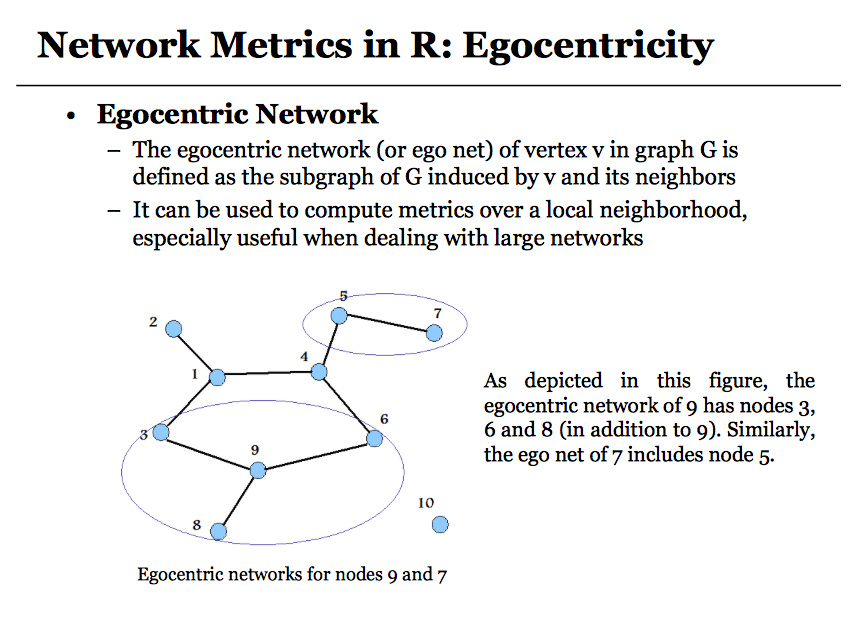 Network Metrics in R: Egocentricity
• Egocentric Network
– The egocentric network (or ego net) of vertex v in graph G is
defined as the subgraph of G induced by v and its neighbors
– It can be used to compute metrics over a local neighborhood,
especially useful when dealing with large networks
5
7
2
4
1
3
6
9
8
10
As depicted in this figure, the
egocentric network of 9 has nodes 3,
6 and 8 (in addition to 9). Similarly,
the ego net of 7 includes node 5.
Egocentric networks for nodes 9 and 7